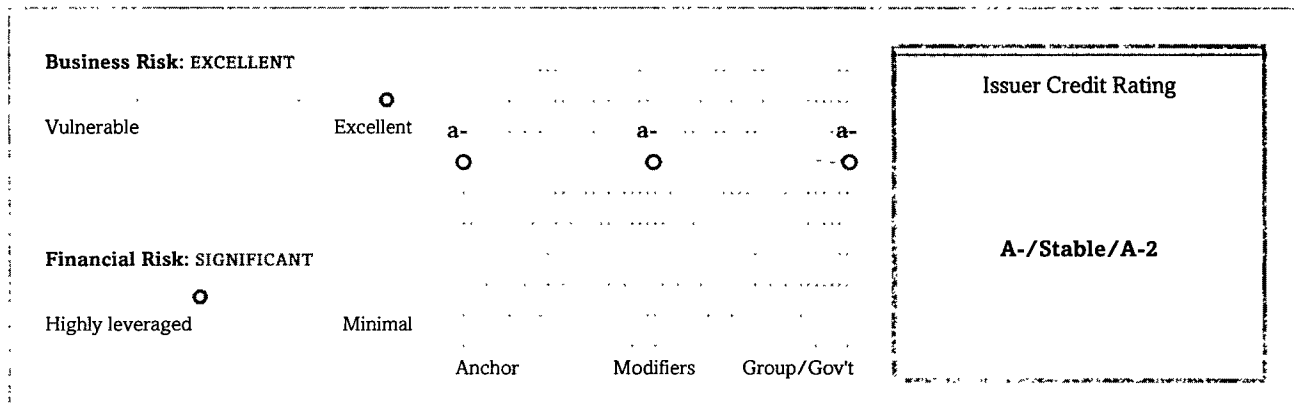 Business Risk: EXCELLENT
Vulnerable Excellent
Financial Risk: SIGNIFICANT
Highly leveraged Minimal
a- a- a-
Anchor Modifiers Group/Gov't
Issuer Credit Rating
A-/Stable/A-2